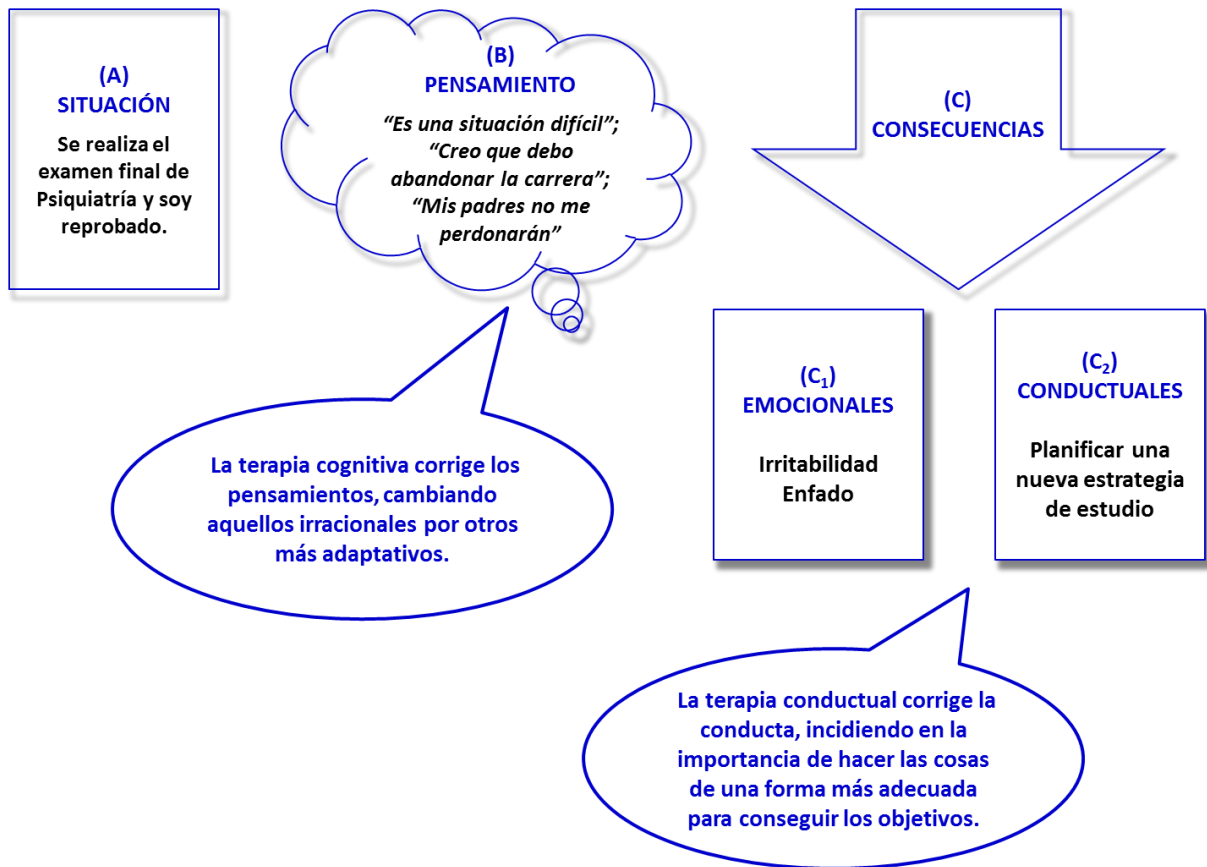 (A)
SITUACIÓN
Se realiza el
examen final de
Psiquiatría y soy
reprobado.
(B)
PENSAMIENTO
“Es una situación difícil”;
“Creo que debo
abandonar la carrera”;
“Mis padres no me
perdonarán”
(C)
CONSECUENCIAS
(C₁)
EMOCIONALES
Irritabilidad
Enfado
(C₂)
CONDUCTUALES
Planificar una
nueva estrategia
de estudio
La terapia cognitiva corrige los
pensamientos, cambiando
aquellos irracionales por otros
más adaptativos.
La terapia conductual corrige la
conducta, incidiendo en la
importancia de hacer las cosas
de una forma más adecuada
para conseguir los objetivos.